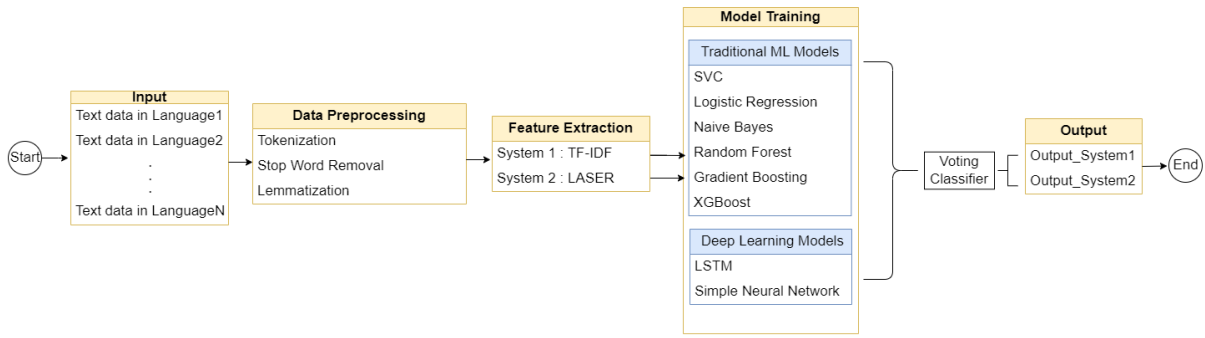 Start
Input
Text data in Language1
Text data in Language2
.
.
.
Text data in LanguageN
Data Preprocessing
Tokenization
Stop Word Removal
Lemmatization
Feature Extraction
System 1 : TF-IDF
System 2 : LASER
Model Training
Traditional ML Models
SVC
Logistic Regression
Naive Bayes
Random Forest
Gradient Boosting
XGBoost
Deep Learning Models
LSTM
Simple Neural Network
Voting
Classifier
Output
Output_System1
Output_System2
End